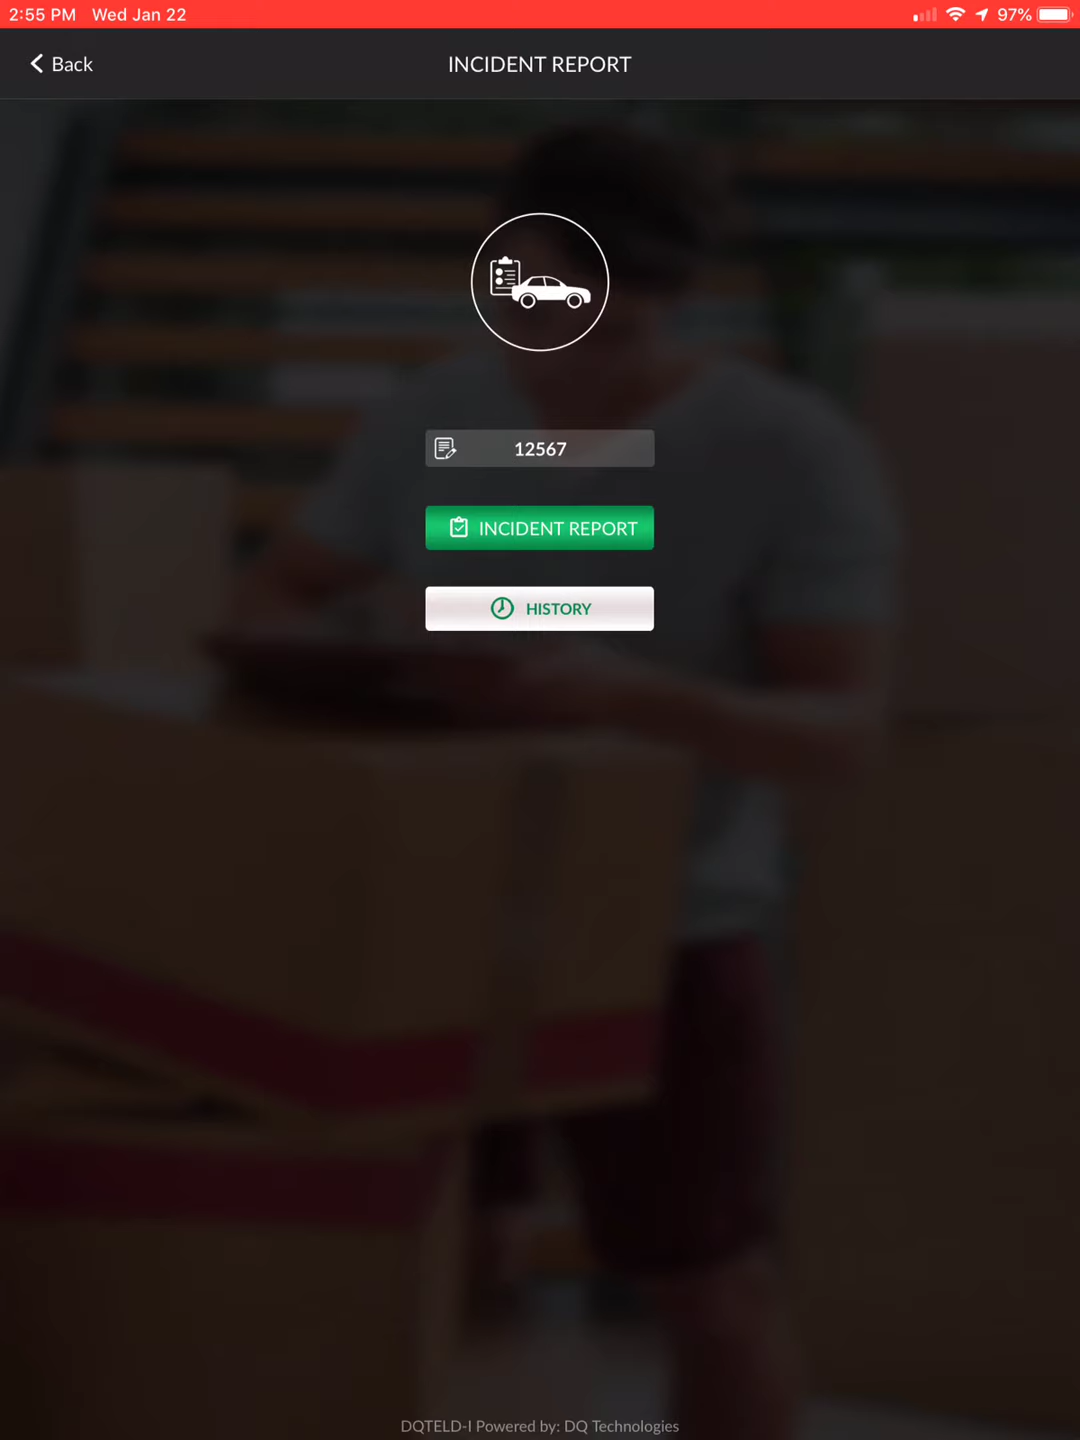 2:55 PM Wed Jan 22 97%
Back INCIDENT REPORT
12567
INCIDENT REPORT
HISTORY
DQTELD-I Powered by: DQ Technologies